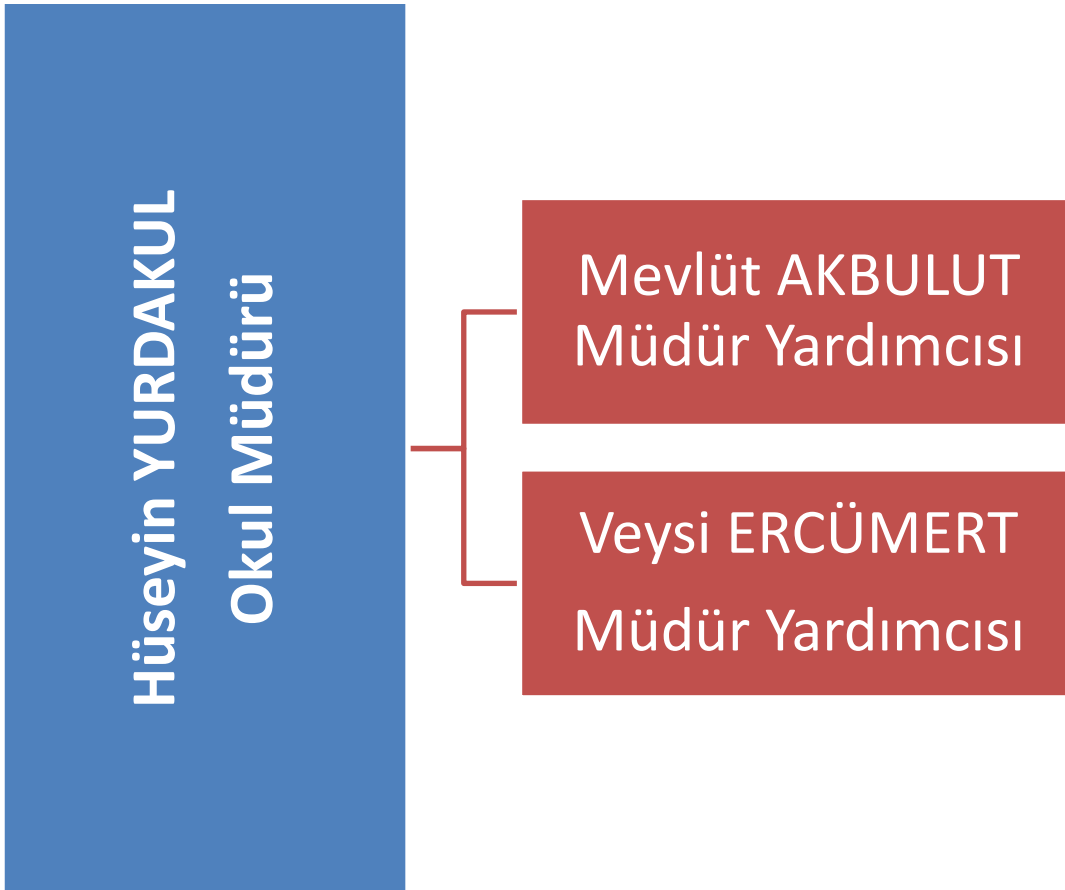 Hüseyin YURDAKUL
Okul Müdürü
Mevlüt AKBULUT
Müdür Yardımcısı
Veysi ERCÜMERT
Müdür Yardımcısı